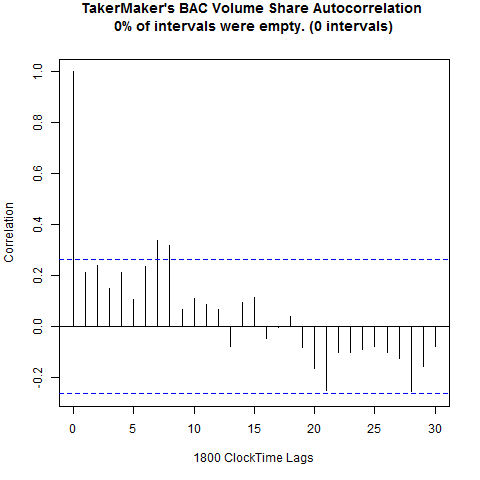 TakerMaker's BAC Volume Share Autocorrelation
0% of intervals were empty. (0 intervals)
Correlation
1.0
0.8
0.6
0.4
0.2
0.0
-0.2
0 5 10 15 20 25 30
1800 ClockTime Lags